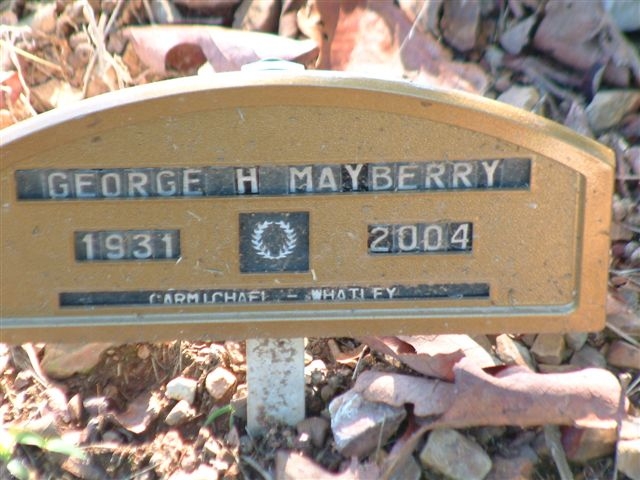 GEORGE H MAYBERRY
1931 2004
CARMICHAEL - WHATLEY